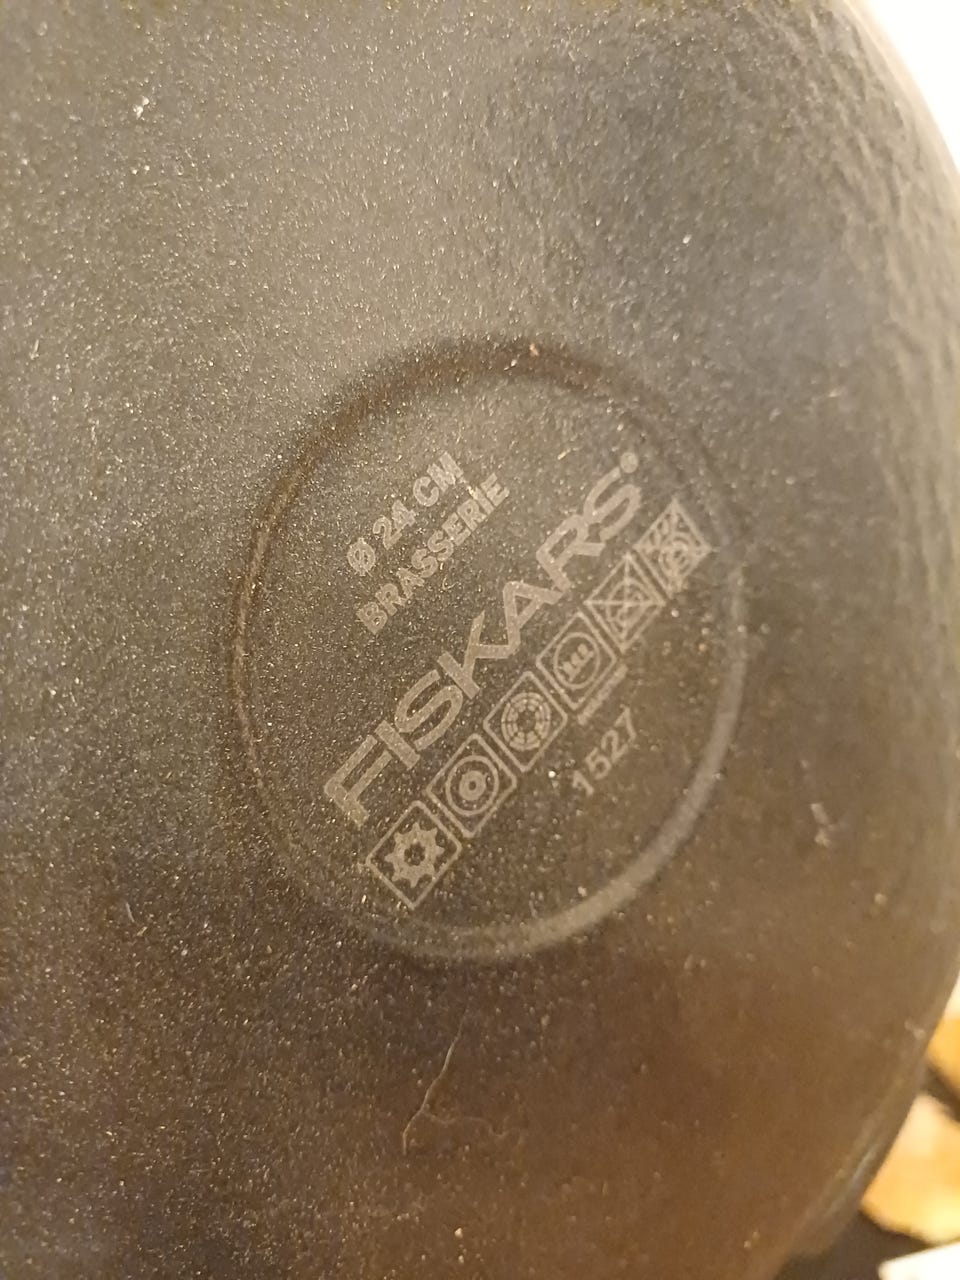 Ø 24 CM
BRASSERIE
FISKARS®
1527